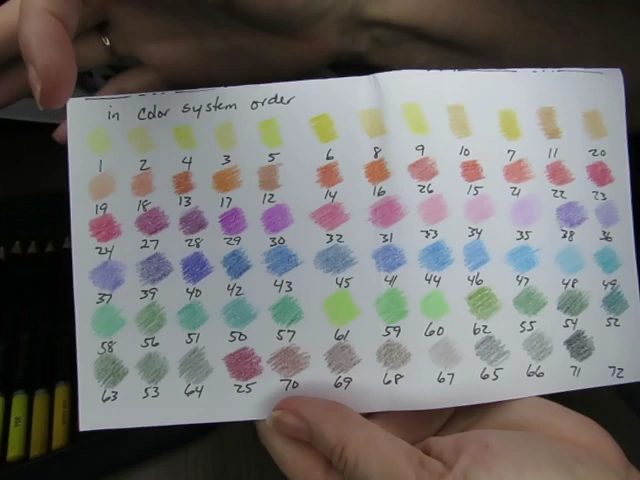 in Color system order
1 2 4 3 5 6 8 9 10 7 11 20
19 18 13 17 12 14 16 26 15 21 22 23
24 27 28 29 30 32 31 33 34 35 38 36
37 39 40 42 43 45 41 44 46 47 48 49
58 56 51 50 57 61 59 60 62 55 54 52
63 53 64 25 70 69 68 67 65 66 71 72